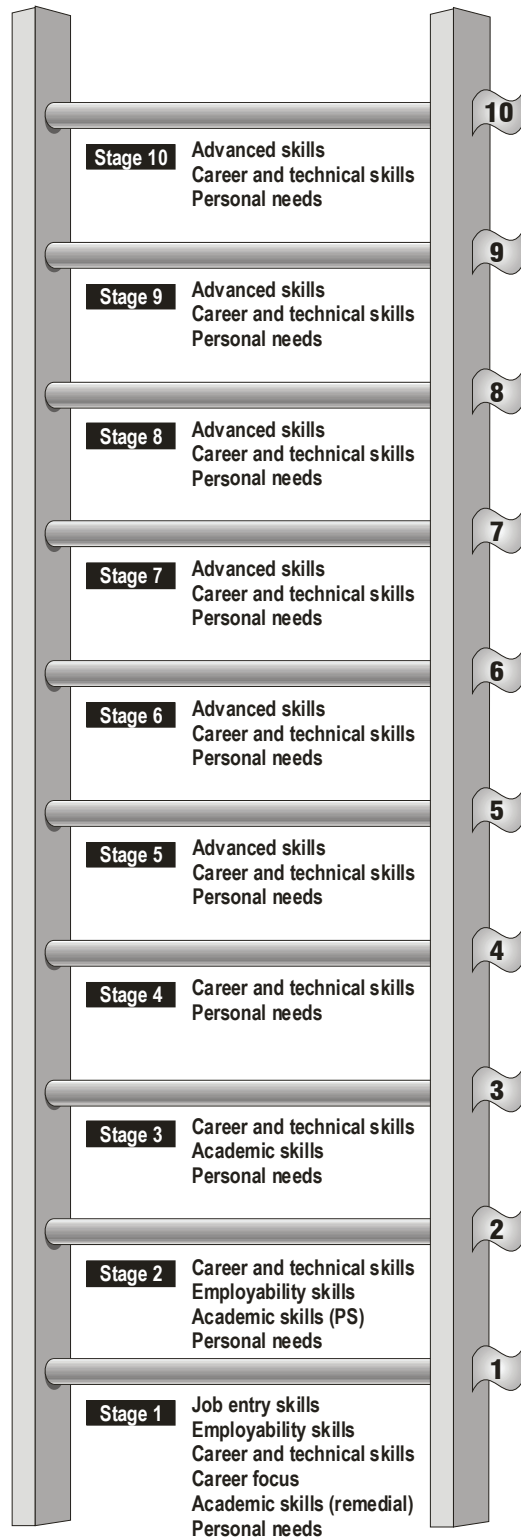 10
Stage 10
Advanced skills
Career and technical skills
Personal needs
9
Stage 9
Advanced skills
Career and technical skills
Personal needs
8
Stage 8
Advanced skills
Career and technical skills
Personal needs
7
Stage 7
Advanced skills
Career and technical skills
Personal needs
6
Stage 6
Advanced skills
Career and technical skills
Personal needs
5
Stage 5
Advanced skills
Career and technical skills
Personal needs
4
Stage 4
Career and technical skills
Personal needs
3
Stage 3
Career and technical skills
Academic skills
Personal needs
2
Stage 2
Career and technical skills
Employability skills
Academic skills (PS)
Personal needs
1
Stage 1
Job entry skills
Employability skills
Career and technical skills
Career focus
Academic skills (remedial)
Personal needs